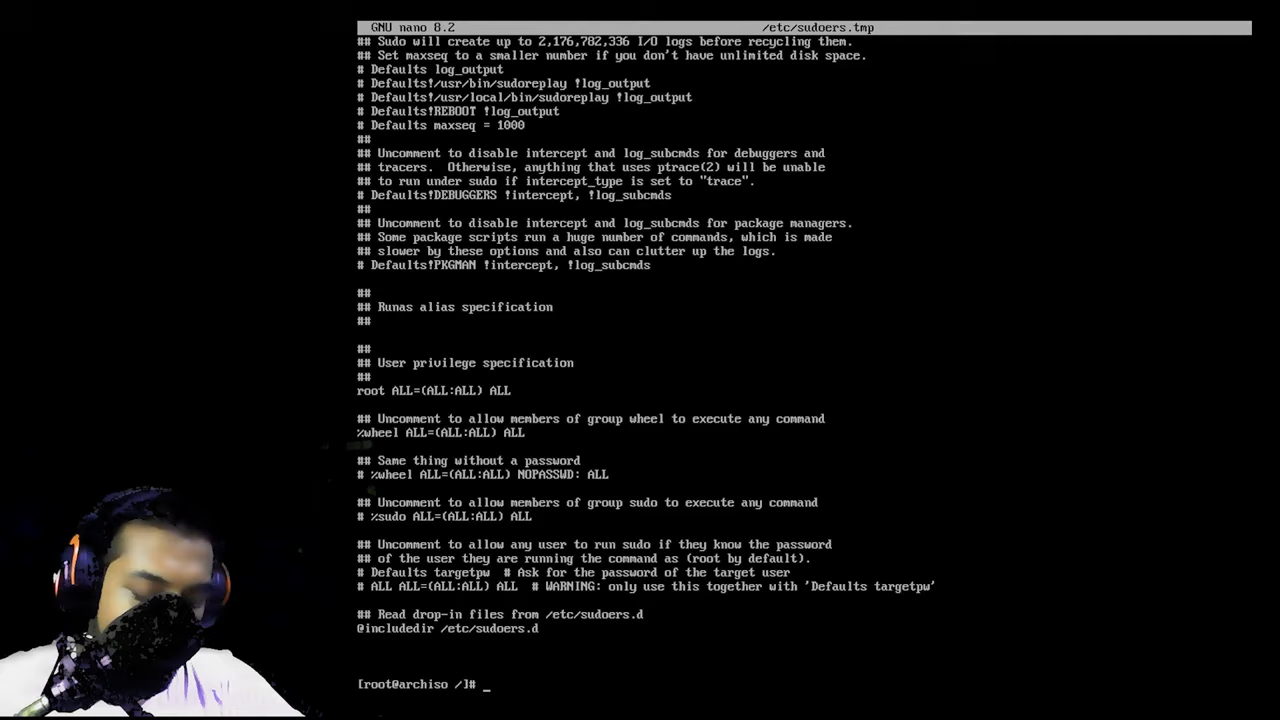 GNU nano 8.2 /etc/sudoers.tmp
## Sudo will create up to 2,176,782,336 I/O logs before recycling them.
## Set maxseq to a smaller number if you don't have unlimited disk space.
# Defaults log_output
# Defaults!/usr/bin/sudoreplay !log_output
# Defaults!/usr/local/bin/sudoreplay !log_output
# Defaults!REBOOT !log_output
# Defaults maxseq = 1000
##
## Uncomment to disable intercept and log_subcmds for debuggers and
## tracers.  Otherwise, anything that uses ptrace(2) will be unable
## to run under sudo if intercept_type is set to "trace".
# Defaults!DEBUGGERS !intercept, !log_subcmds
##
## Uncomment to disable intercept and log_subcmds for package managers.
## Some package scripts run a huge number of commands, which is made
## slower by these options and also can clutter up the logs.
# Defaults!PKGMAN !intercept, !log_subcmds
##
## Runas alias specification
##
##
## User privilege specification
##
root ALL=(ALL:ALL) ALL
## Uncomment to allow members of group wheel to execute any command
%wheel ALL=(ALL:ALL) ALL
## Same thing without a password
# %wheel ALL=(ALL:ALL) NOPASSWD: ALL
## Uncomment to allow members of group sudo to execute any command
# %sudo ALL=(ALL:ALL) ALL
## Uncomment to allow any user to run sudo if they know the password
## of the user they are running the command as (root by default).
# Defaults targetpw  # Ask for the password of the target user
# ALL ALL=(ALL:ALL) ALL  # WARNING: only use this together with 'Defaults targetpw'
## Read drop-in files from /etc/sudoers.d
@includedir /etc/sudoers.d
[root@archiso /]# _